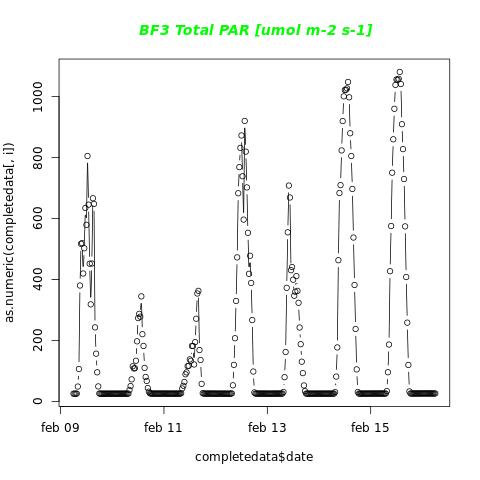 BF3 Total PAR [umol m-2 s-1]
as.numeric(completedata[, i])
1000
800
600
400
200
0
feb 09 feb 11 feb 13 feb 15
completedata$date